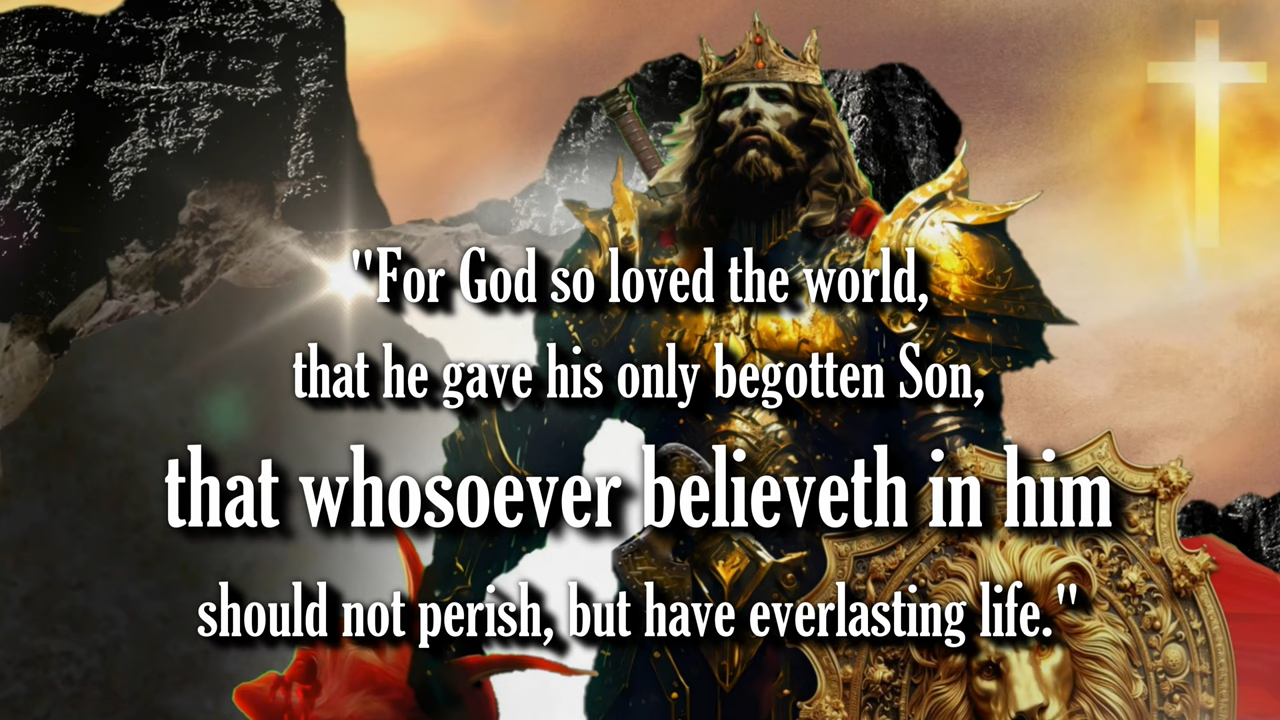 "For God so loved the world,
that he gave his only begotten Son,
that whosoever believeth in him
should not perish, but have everlasting life."